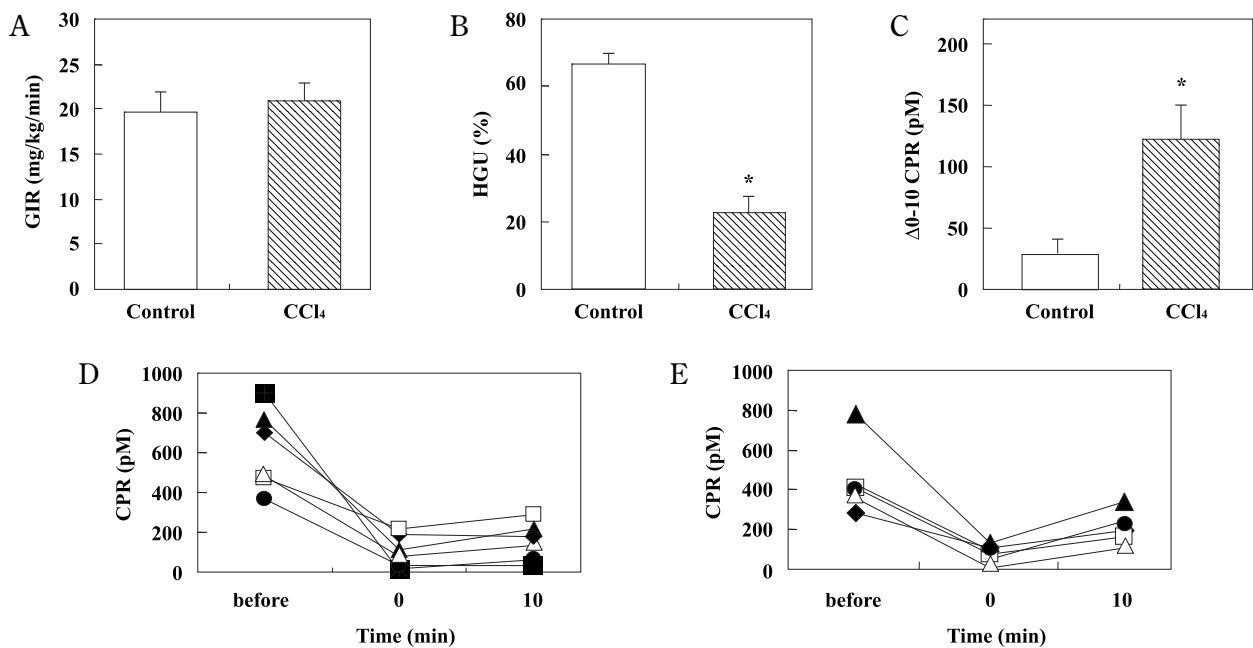 A
GIR (mg/kg/min)
30
25
20
15
10
5
0
Control
CCl₄
B
HGU (%)
80
60
40
20
0
*
Control
CCl₄
C
Δ0-10 CPR (pM)
200
150
100
50
0
*
Control
CCl₄
D
CPR (pM)
1000
800
600
400
200
0
before
0
10
Time (min)
E
CPR (pM)
1000
800
600
400
200
0
before
0
10
Time (min)